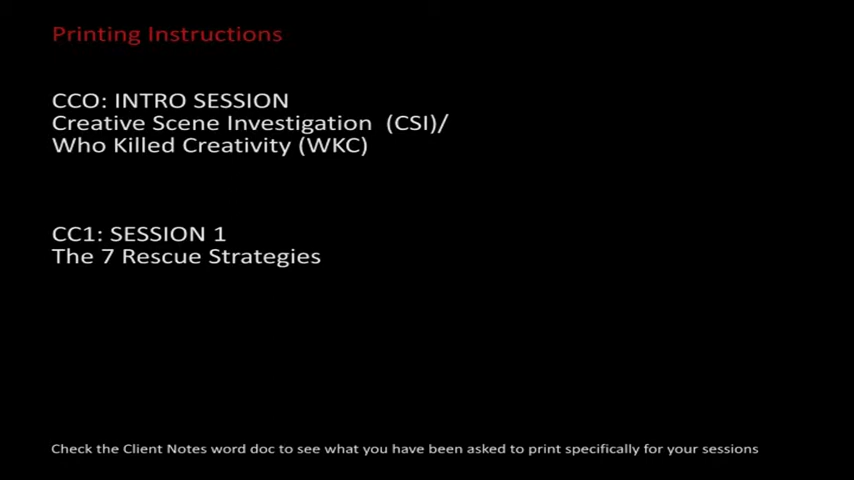 Printing Instructions
CCO: INTRO SESSION
Creative Scene Investigation (CSI)/
Who Killed Creativity (WKC)
CC1: SESSION 1
The 7 Rescue Strategies
Check the Client Notes word doc to see what you have been asked to print specifically for your sessions